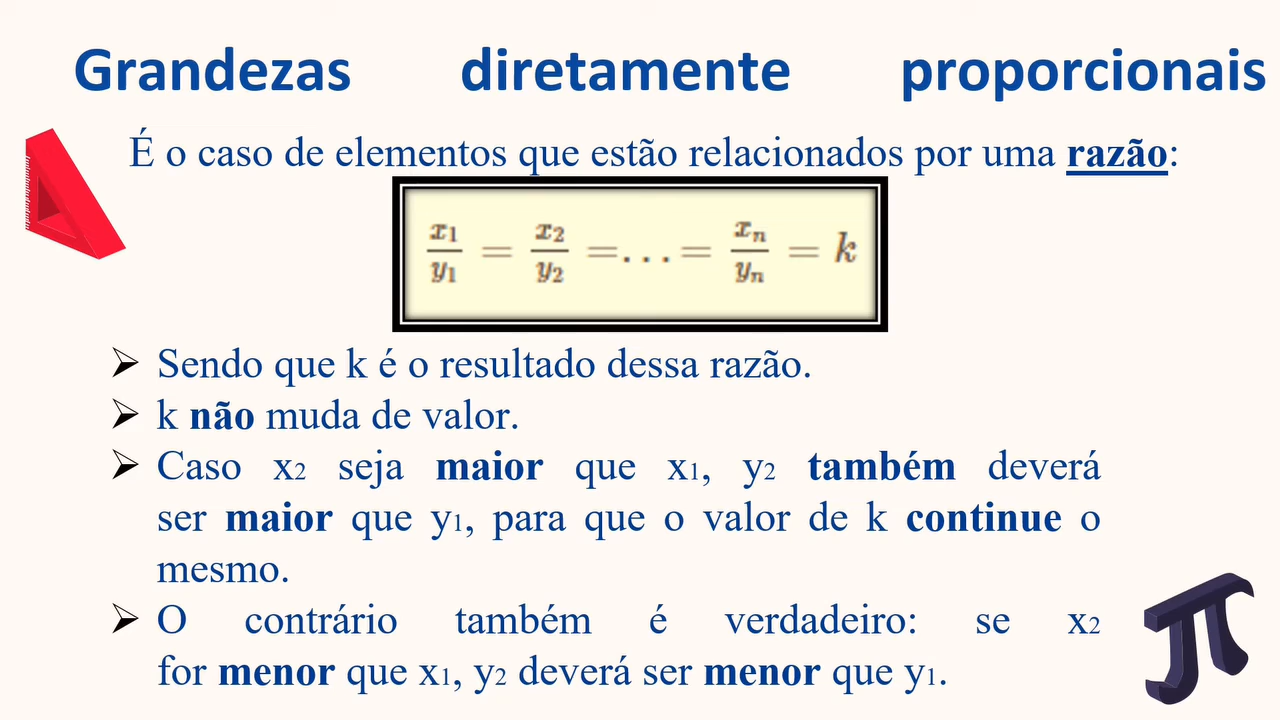 Grandezas diretamente proporcionais
É o caso de elementos que estão relacionados por uma razão:
x₁/y₁ = x₂/y₂ =...= xₙ/yₙ = k
➢ Sendo que k é o resultado dessa razão.
➢ k não muda de valor.
➢ Caso x₂ seja maior que x₁, y₂ também deverá
ser maior que y₁, para que o valor de k continue o
mesmo.
➢ O contrário também é verdadeiro: se x₂
for menor que x₁, y₂ deverá ser menor que y₁.